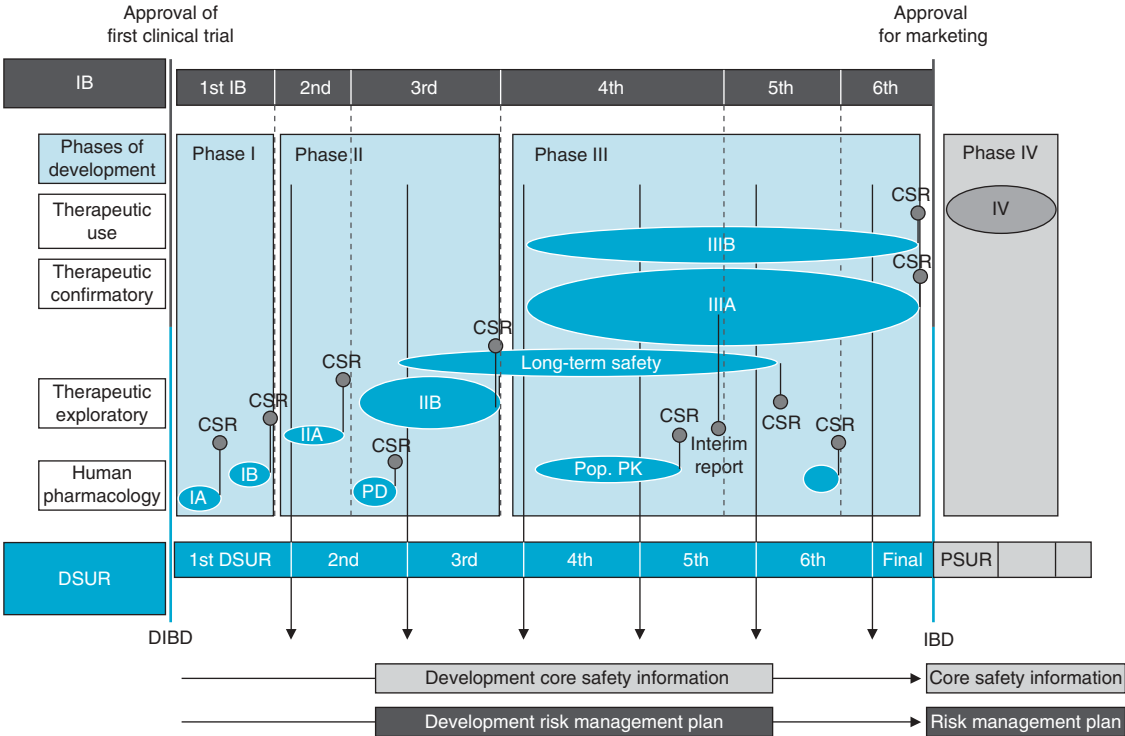 Approval of
first clinical trial
Approval
for marketing
IB
1st IB
2nd
3rd
4th
5th
6th
Phases of
development
Phase I
Phase II
Phase III
Phase IV
Therapeutic
use
CSR
IV
IIIB
Therapeutic
confirmatory
CSR
IIIA
CSR
Long-term safety
CSR
Therapeutic
exploratory
CSR
IIB
CSR
CSR
CSR
CSR
IIA
CSR
Interim
report
Human
pharmacology
IB
Pop. PK
IA
PD
DSUR
1st DSUR
2nd
3rd
4th
5th
6th
Final
PSUR
DIBD
IBD
Development core safety information
Core safety information
Development risk management plan
Risk management plan